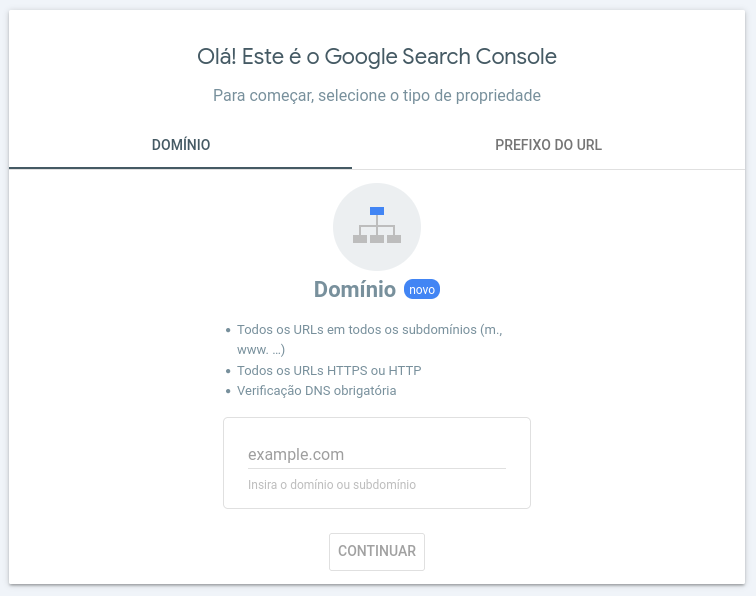 Olá! Este é o Google Search Console
Para começar, selecione o tipo de propriedade
DOMÍNIO
PREFIXO DO URL
Domínio novo
• Todos os URLs em todos os subdomínios (m.,
www. ...)
• Todos os URLs HTTPS ou HTTP
• Verificação DNS obrigatória
example.com
Insira o domínio ou subdomínio
CONTINUAR